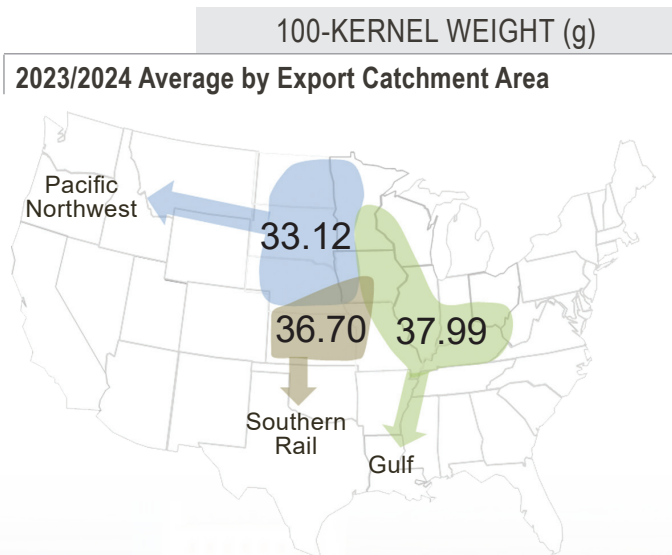 100-KERNEL WEIGHT (g)
2023/2024 Average by Export Catchment Area
Pacific
Northwest
33.12
36.70
37.99
Southern
Rail
Gulf